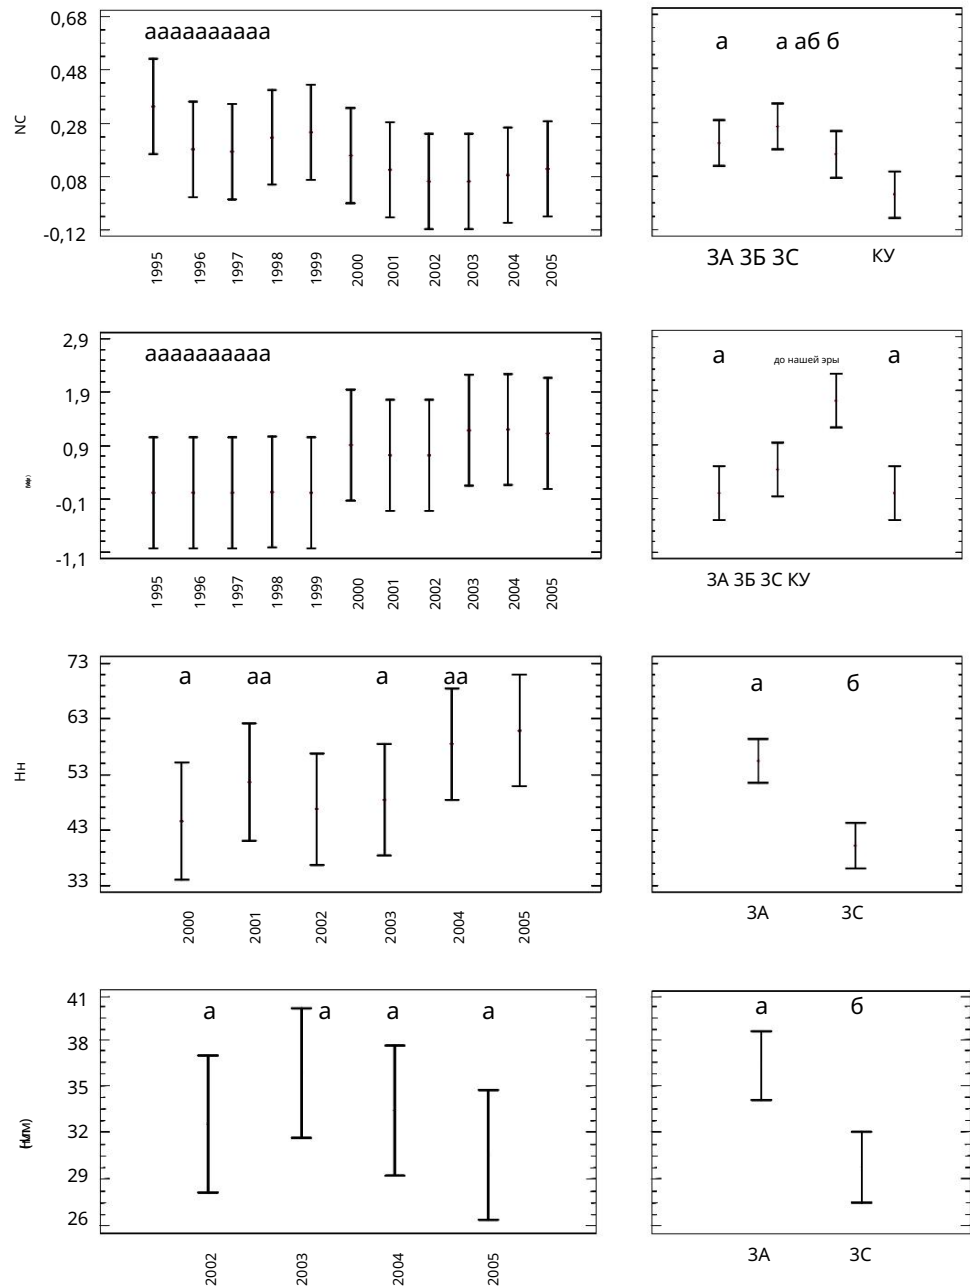 0,68
0,48
0,28
0,08
-0,12
NC
аааааааааа
1995 1996 1997 1998 1999 2000 2001 2002 2003 2004 2005
а а аб б
ЗА ЗБ ЗС КУ
2,9
1,9
0,9
-0,1
-1,1
аааааааааа
1995 1996 1997 1998 1999 2000 2001 2002 2003 2004 2005
а до нашей эры а
ЗА ЗБ ЗС КУ
73
63
53
43
33
Нн
а аа а аа
2000 2001 2002 2003 2004 2005
а б
ЗА ЗС
41
38
35
32
29
26
а а а а
2002 2003 2004 2005
а б
ЗА ЗС